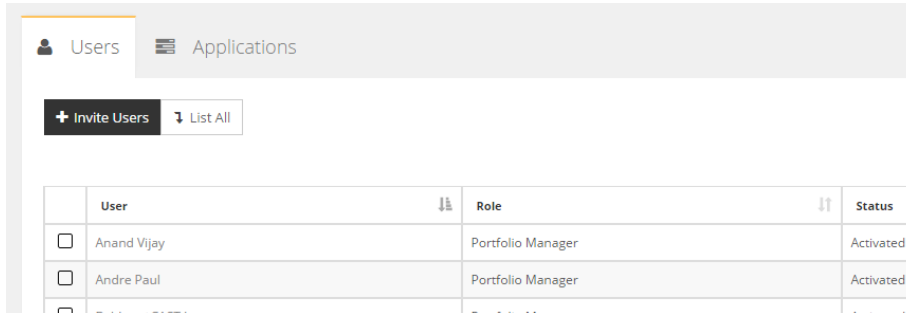 Users Applications
Invite Users List All
User Role Status
Anand Vijay Portfolio Manager Activated
Andre Paul Portfolio Manager Activated